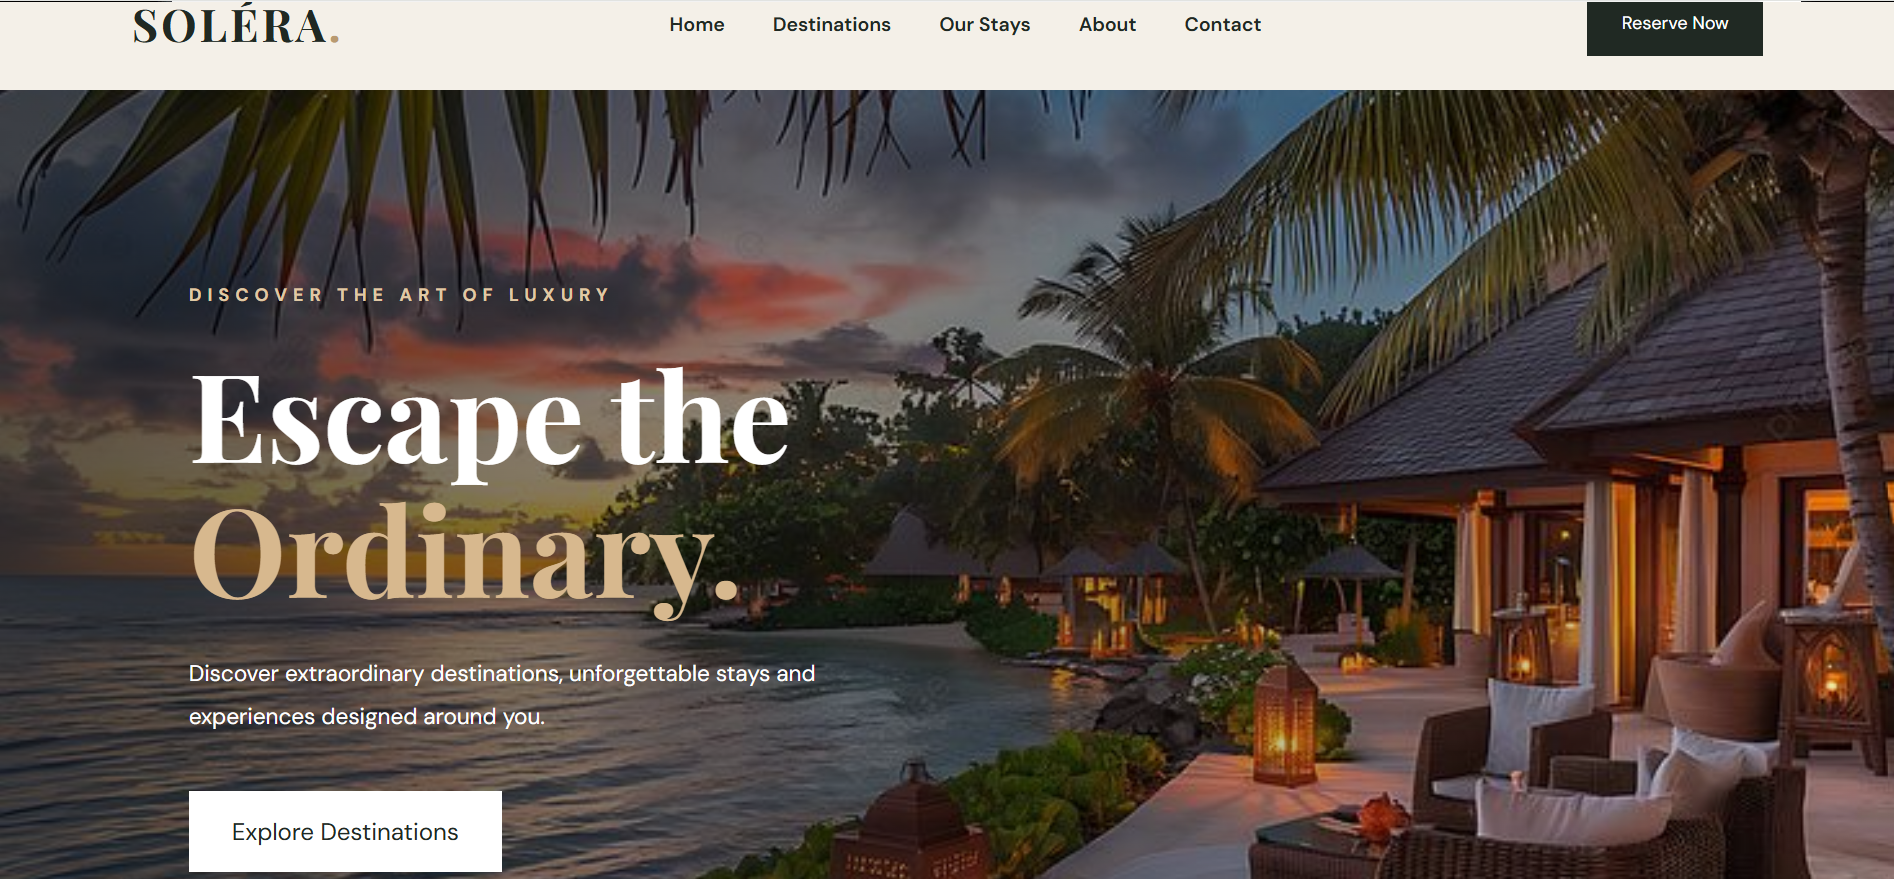 SOLÉRA.
Home Destinations Our Stays About Contact
Reserve Now
DISCOVER THE ART OF LUXURY
Escape the
Ordinary.
Discover extraordinary destinations, unforgettable stays and
experiences designed around you.
Explore Destinations